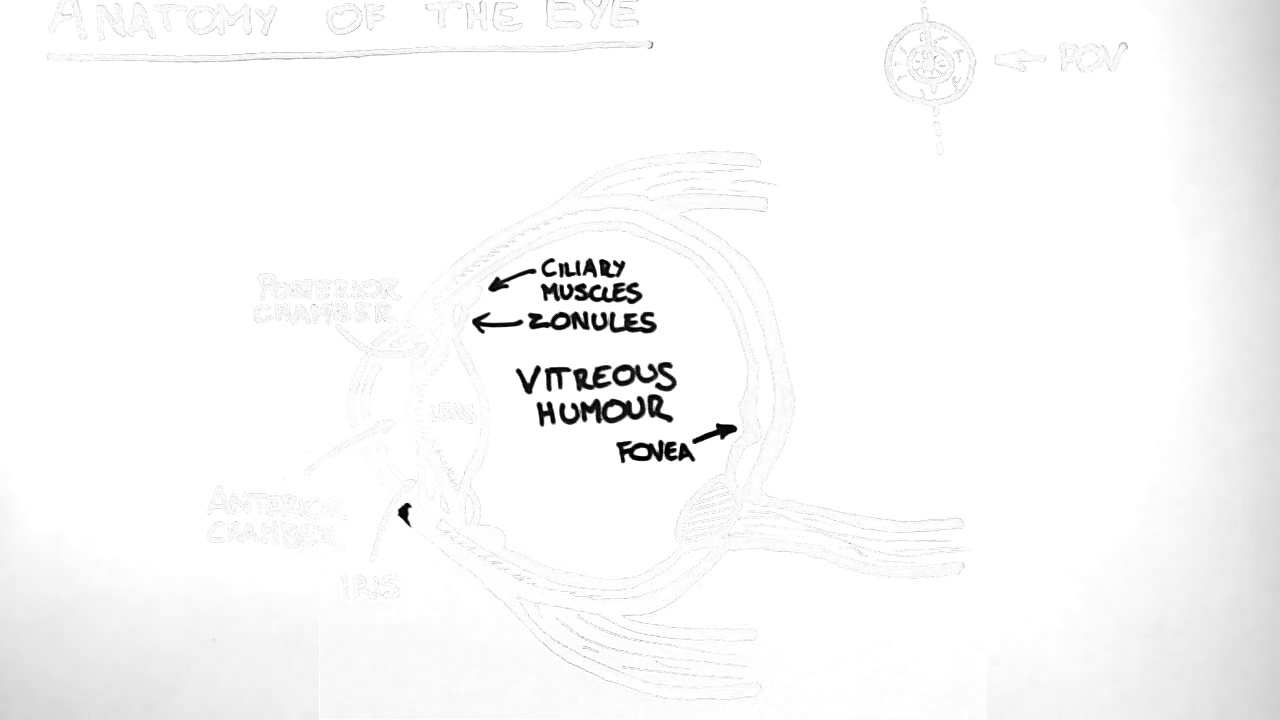 ANATOMY OF THE EYE
POV
CILIARY
MUSCLES
ZONULES
POSTERIOR
CHAMBER
VITREOUS
HUMOUR
LENS
FOVEA
ANTERIOR
CHAMBER
IRIS